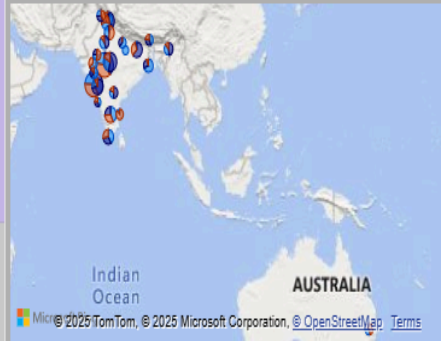 Indian
Ocean
AUSTRALIA
© 2025 TomTom, © 2025 Microsoft Corporation, © OpenStreetMap Terms